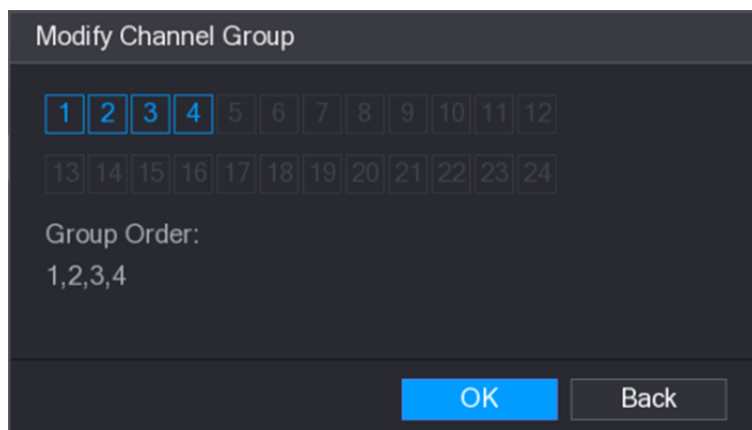 Modify Channel Group
1 2 3 4 5 6 7 8 9 10 11 12
13 14 15 16 17 18 19 20 21 22 23 24
Group Order:
1,2,3,4
OK Back